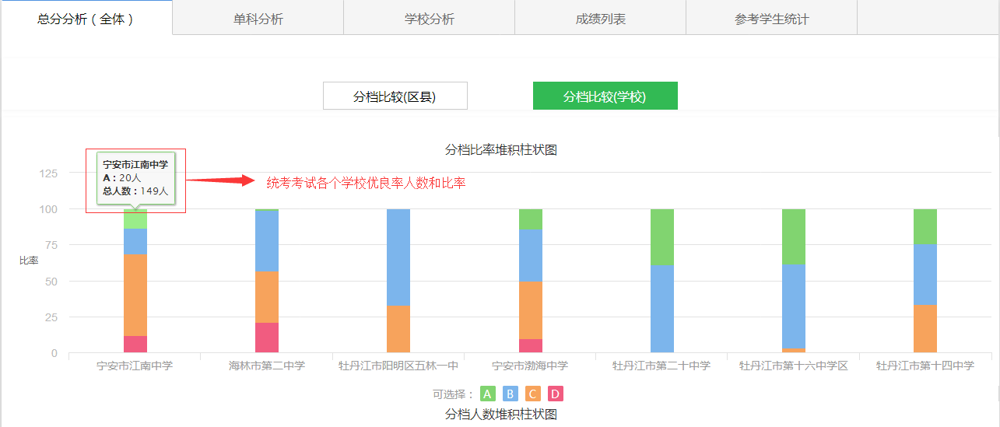 总分分析（全体）
单科分析
学校分析
成绩列表
参考学生统计
分档比较(区县)
分档比较(学校)
分档比率堆积柱状图
宁安市江南中学
A：20人
总人数：149人
统考考试各个学校优良率人数和比率
125
100
75
比率
50
25
0
宁安市江南中学
海林市第二中学
牡丹江市阳明区五林一中
宁安市渤海中学
牡丹江市第二十中学
牡丹江市第十六中学区
牡丹江市第十四中学
可选择： A B C D
分档人数堆积柱状图